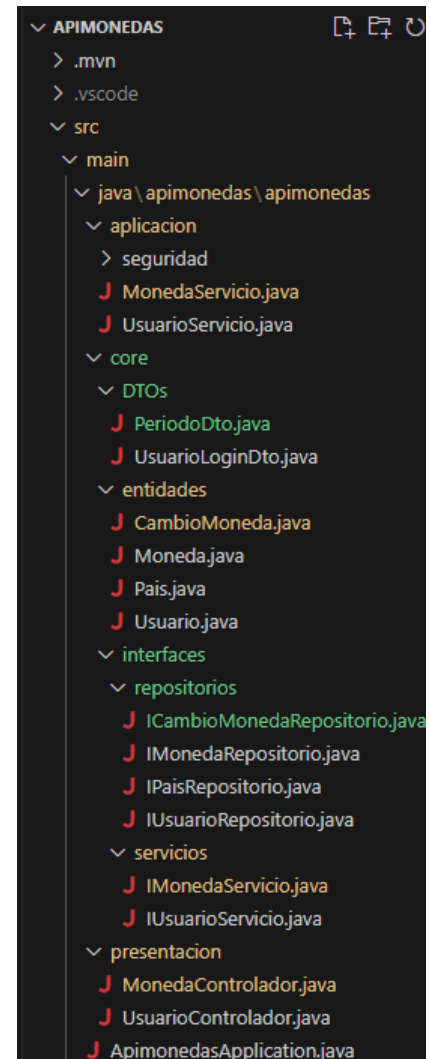 APIMONEDAS
.mvn
.vscode
src
main
java\apimonedas\apimonedas
aplicacion
seguridad
J MonedaServicio.java
J UsuarioServicio.java
core
DTOs
J PeriodoDto.java
J UsuarioLoginDto.java
entidades
J CambioMoneda.java
J Moneda.java
J Pais.java
J Usuario.java
interfaces
repositorios
J ICambioMonedaRepositorio.java
J IMonedaRepositorio.java
J IPaisRepositorio.java
J IUsuarioRepositorio.java
servicios
J IMonedaServicio.java
J IUsuarioServicio.java
presentacion
J MonedaControlador.java
J UsuarioControlador.java
J ApimonedasApplication.java